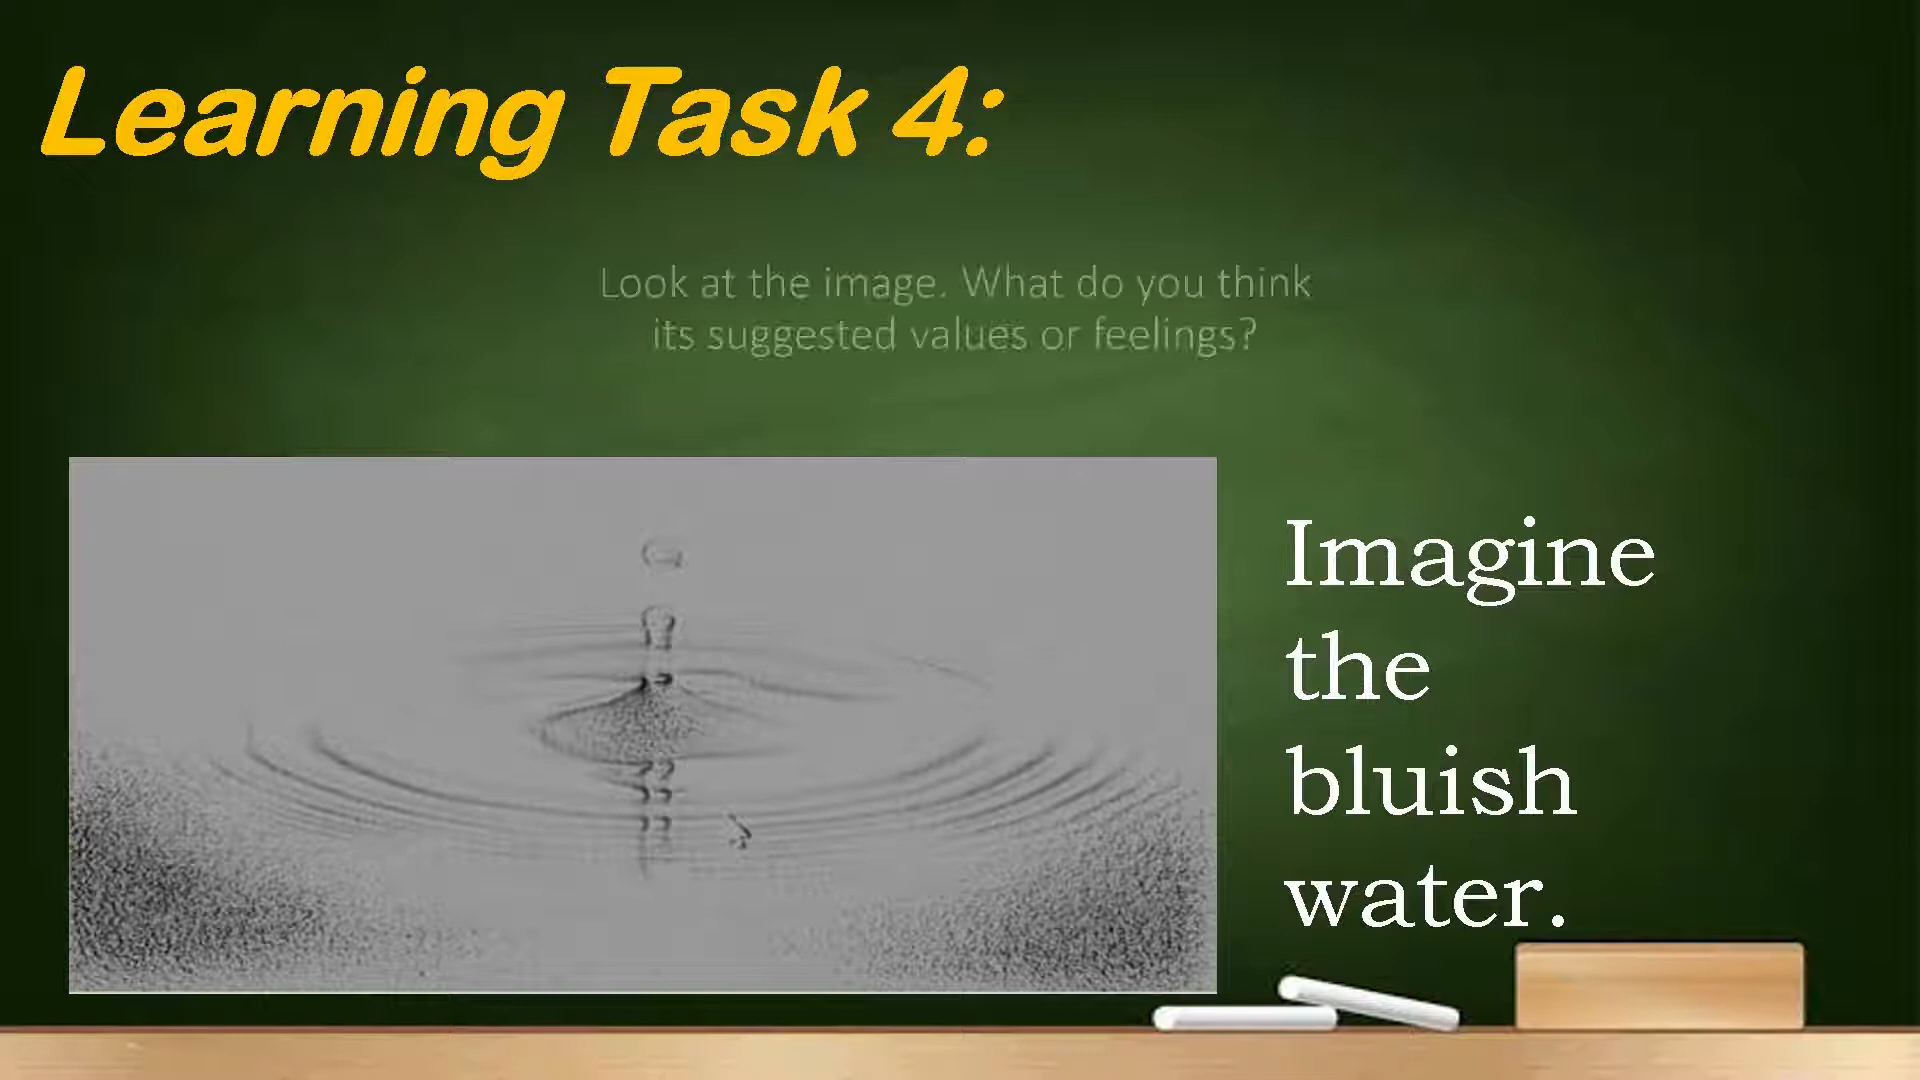 Learning Task 4:
Look at the image. What do you think
its suggested values or feelings?
Imagine
the
bluish
water.